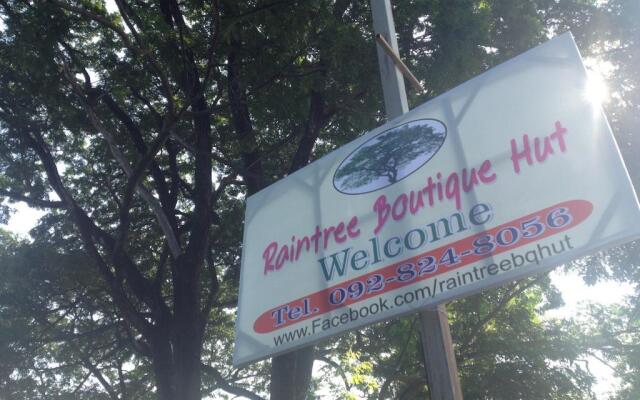 Raintree Boutique Hut
Welcome
Tel. 092-824-8056
www.Facebook.com/raintreebqhut